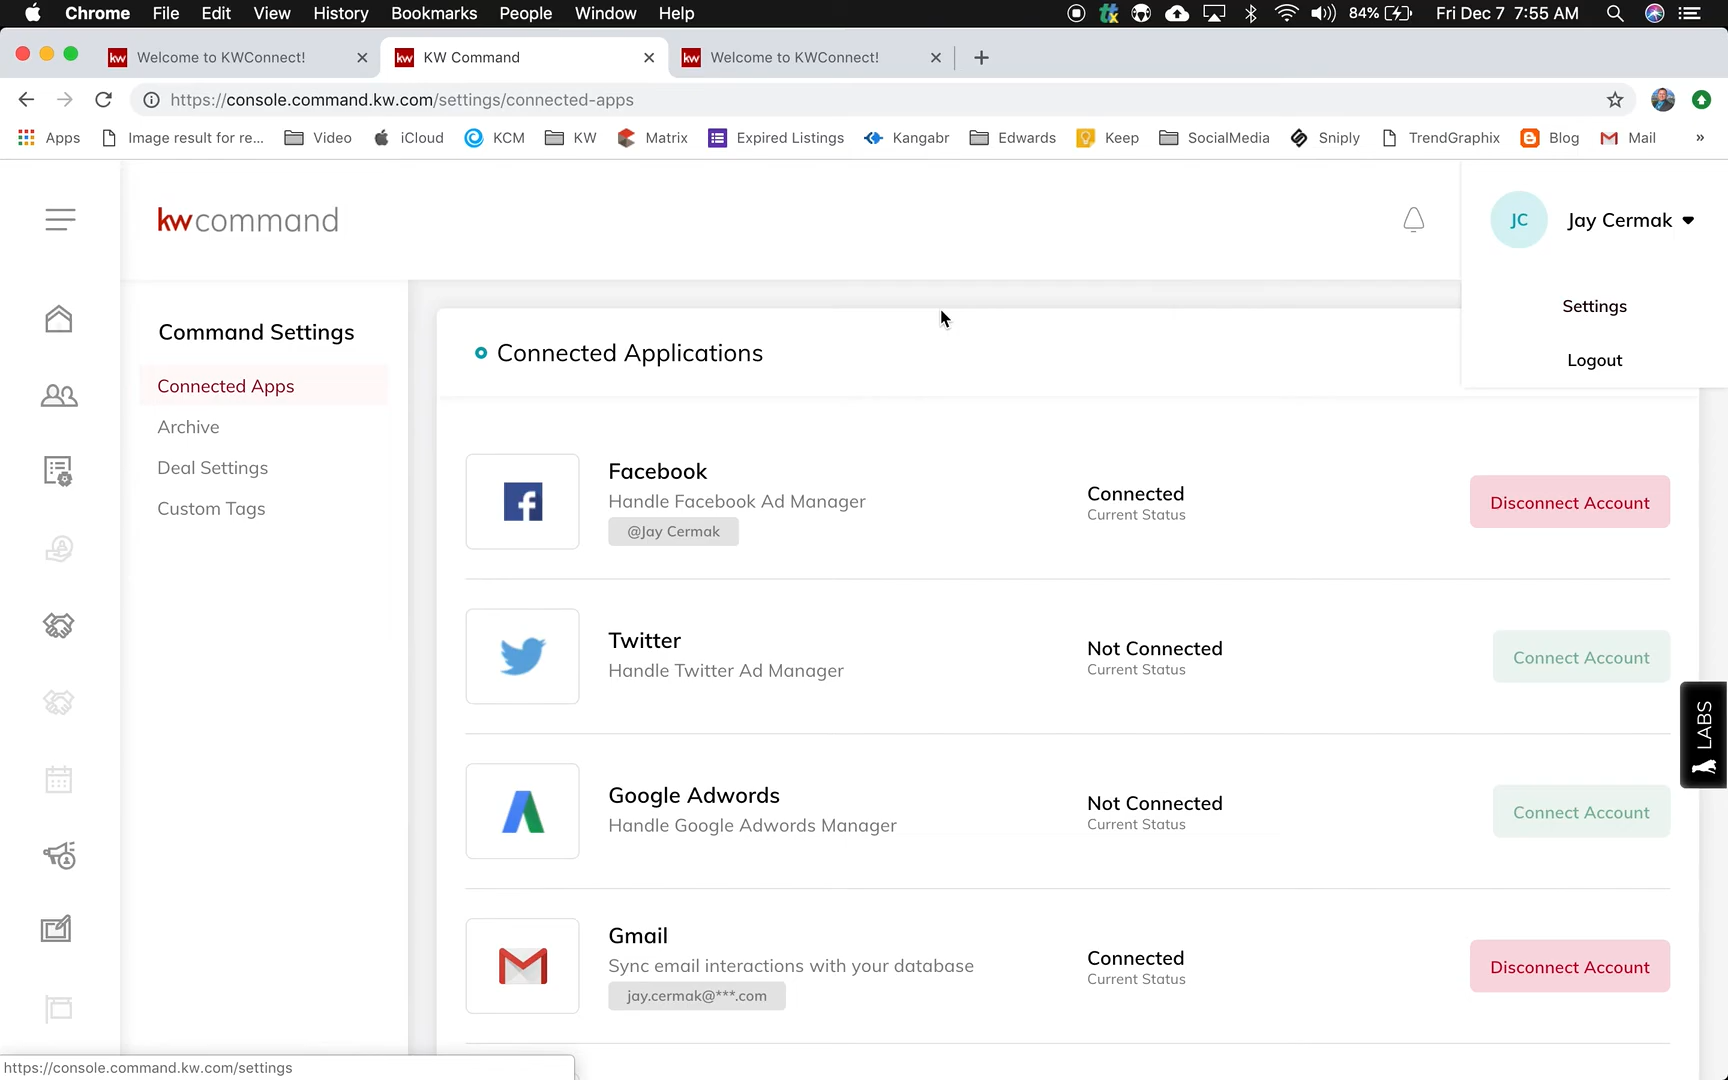 Chrome File Edit View History Bookmarks People Window Help 84% Fri Dec 7 7:55 AM
kw Welcome to KWConnect! kw KW Command kw Welcome to KWConnect!
https://console.command.kw.com/settings/connected-apps
Apps Image result for re... Video iCloud KCM KW Matrix Expired Listings Kangabr Edwards Keep SocialMedia Sniply TrendGraphix Blog Mail »
kwcommand
JC Jay Cermak
Settings
Logout
Command Settings
Connected Apps
Archive
Deal Settings
Custom Tags
Connected Applications
Facebook
Handle Facebook Ad Manager
@Jay Cermak
Connected
Current Status
Disconnect Account
Twitter
Handle Twitter Ad Manager
Not Connected
Current Status
Connect Account
Google Adwords
Handle Google Adwords Manager
Not Connected
Current Status
Connect Account
Gmail
Sync email interactions with your database
jay.cermak@***.com
Connected
Current Status
Disconnect Account
LABS
https://console.command.kw.com/settings